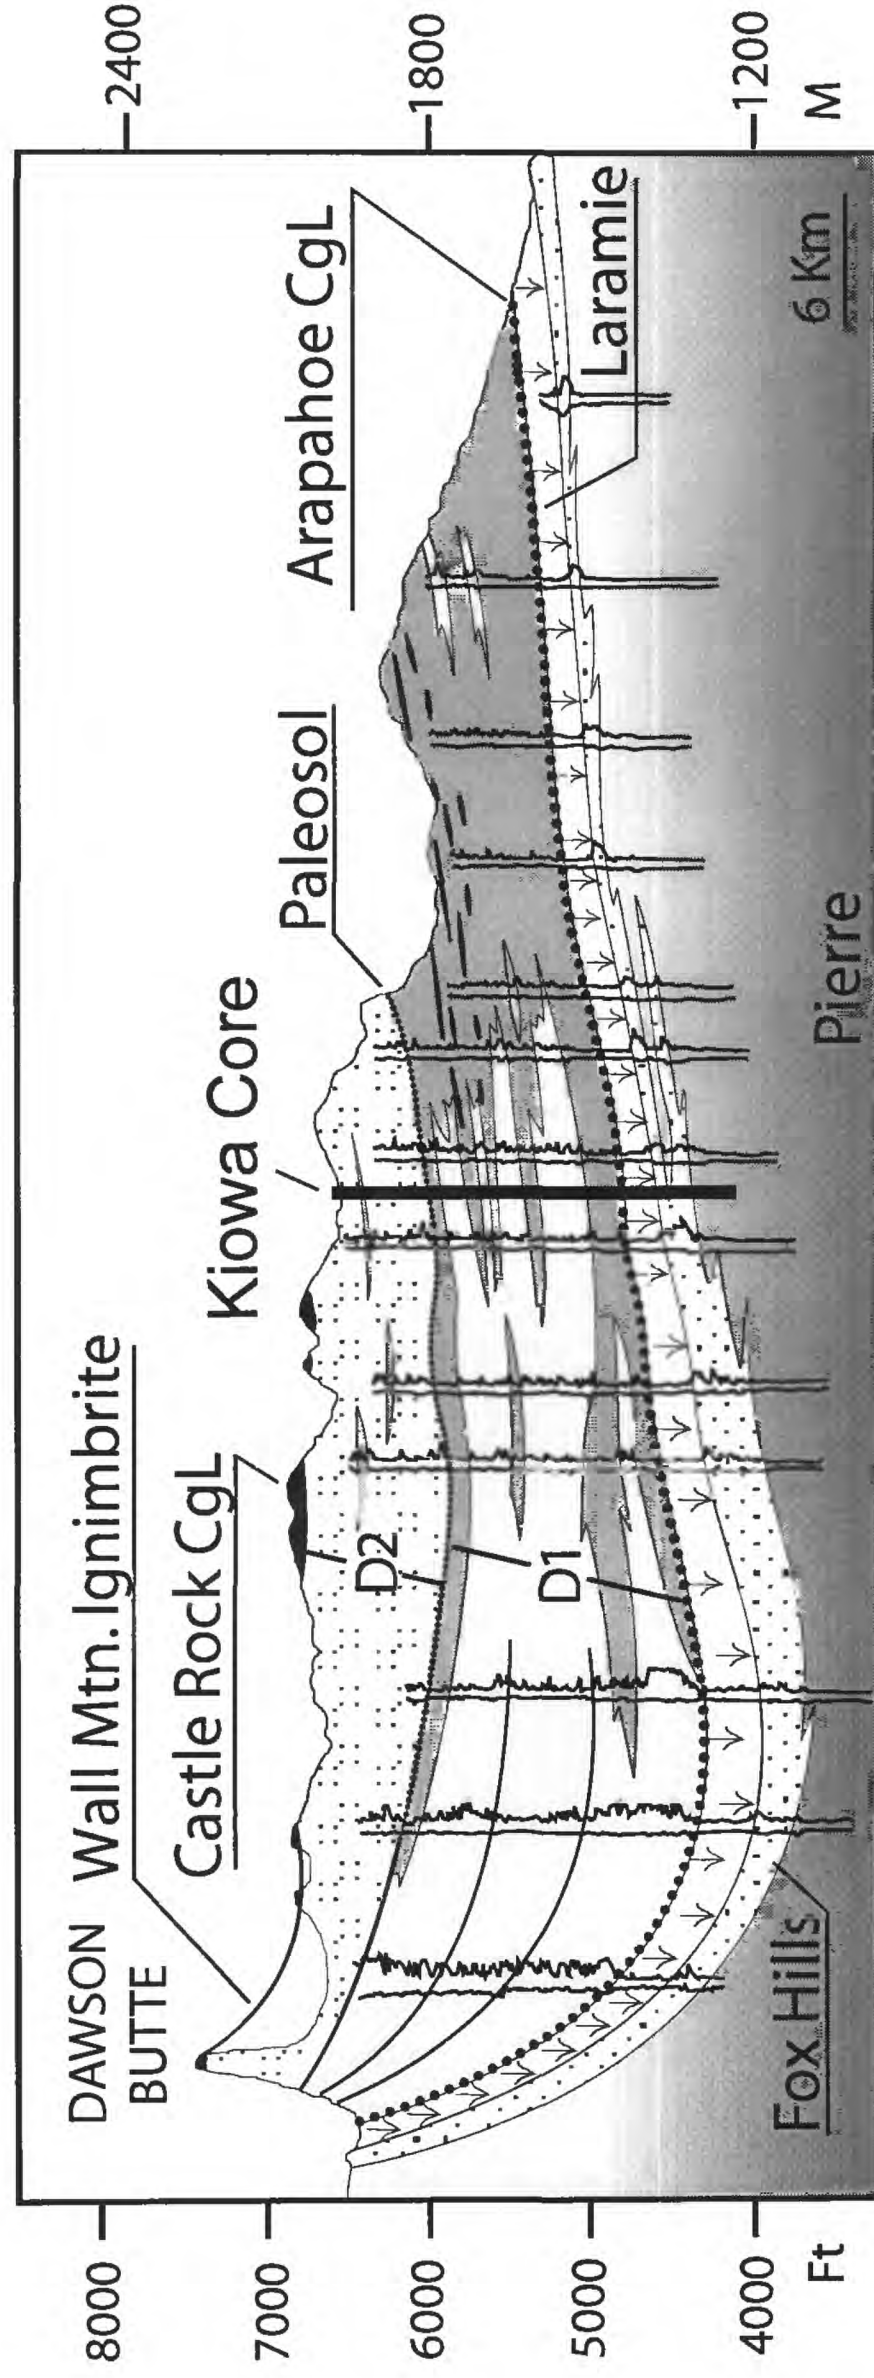 DAWSON
BUTTE
Wall Mtn. Ignimbrite
Castle Rock CgL
Kiowa Core
Paleosol
Arapahoe CgL
Laramie
D2
D1
Fox Hills
Pierre
6 Km
8000
7000
6000
5000
4000
Ft
2400
1800
1200
M